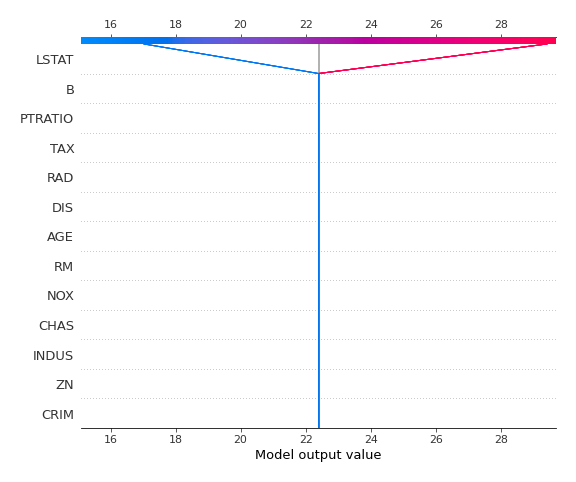 16 18 20 22 24 26 28
LSTAT
B
PTRATIO
TAX
RAD
DIS
AGE
RM
NOX
CHAS
INDUS
ZN
CRIM
16 18 20 22 24 26 28
Model output value